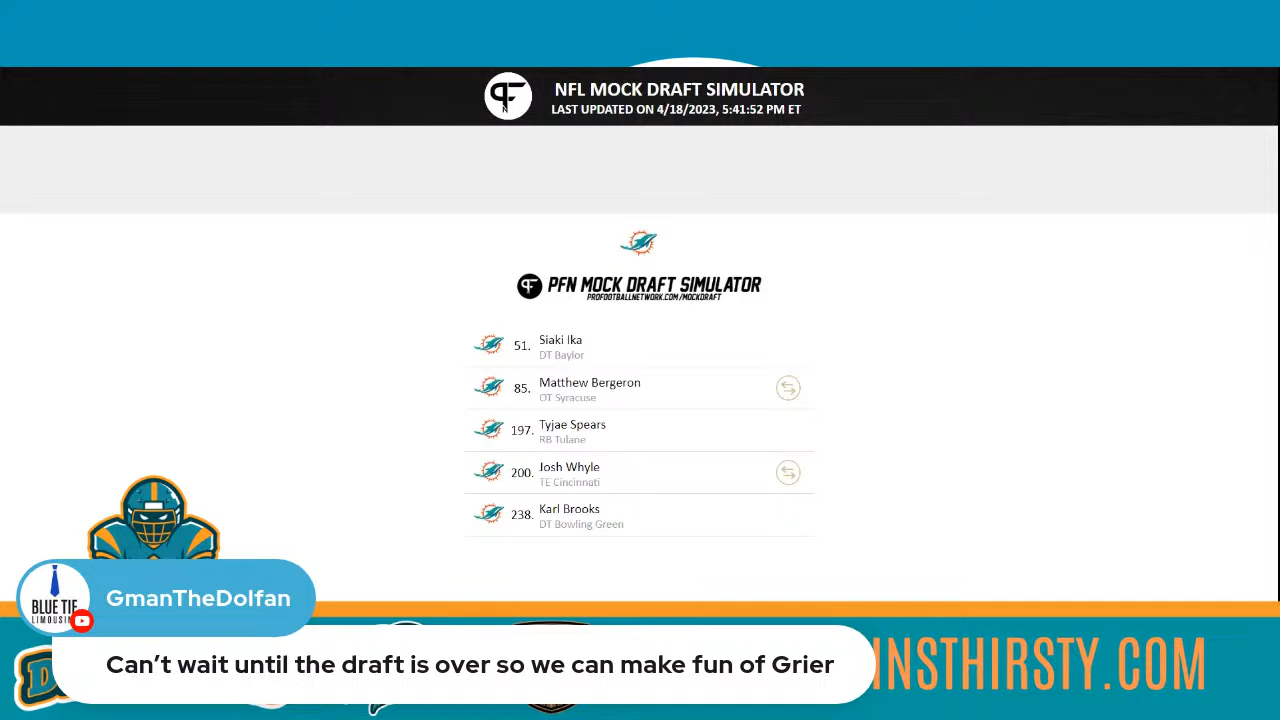 NFL MOCK DRAFT SIMULATOR
LAST UPDATED ON 4/18/2023, 5:41:52 PM ET
PFN MOCK DRAFT SIMULATOR
PROFOOTBALLNETWORK.COM/MOCKDRAFT
51. Siaki Ika
DT Baylor
85. Matthew Bergeron
OT Syracuse
197. Tyjae Spears
RB Tulane
200. Josh Whyle
TE Cincinnati
238. Karl Brooks
DT Bowling Green
BLUE TIE
LIMOUSIN
GmanTheDolfan
Can’t wait until the draft is over so we can make fun of Grier
INSTHIRSTY.COM